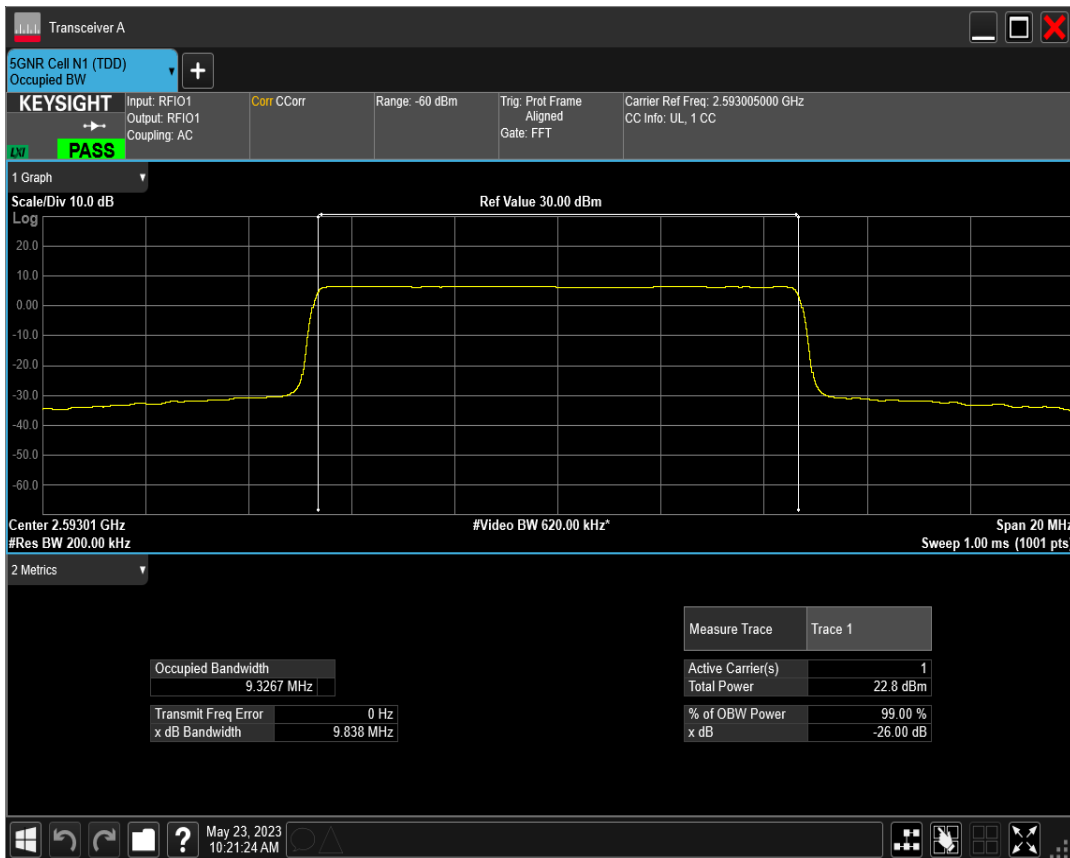 Transceiver A
5GNR Cell N1 (TDD)
Occupied BW
+
KEYSIGHT
LXI
PASS
Input: RFIO1
Output: RFIO1
Coupling: AC
Corr CCorr
Range: -60 dBm
Trig: Prot Frame
Aligned
Gate: FFT
Carrier Ref Freq: 2.593005000 GHz
CC Info: UL, 1 CC
1 Graph
Scale/Div 10.0 dB
Ref Value 30.00 dBm
Log
20.0
10.0
0.00
-10.0
-20.0
-30.0
-40.0
-50.0
-60.0
Center 2.59301 GHz
#Video BW 620.00 kHz*
Span 20 MHz
#Res BW 200.00 kHz
Sweep 1.00 ms (1001 pts)
2 Metrics
Measure Trace Trace 1
Occupied Bandwidth
9.3267 MHz
Active Carrier(s) 1
Total Power 22.8 dBm
Transmit Freq Error 0 Hz
x dB Bandwidth 9.838 MHz
% of OBW Power 99.00 %
x dB -26.00 dB
?
May 23, 2023
10:21:24 AM